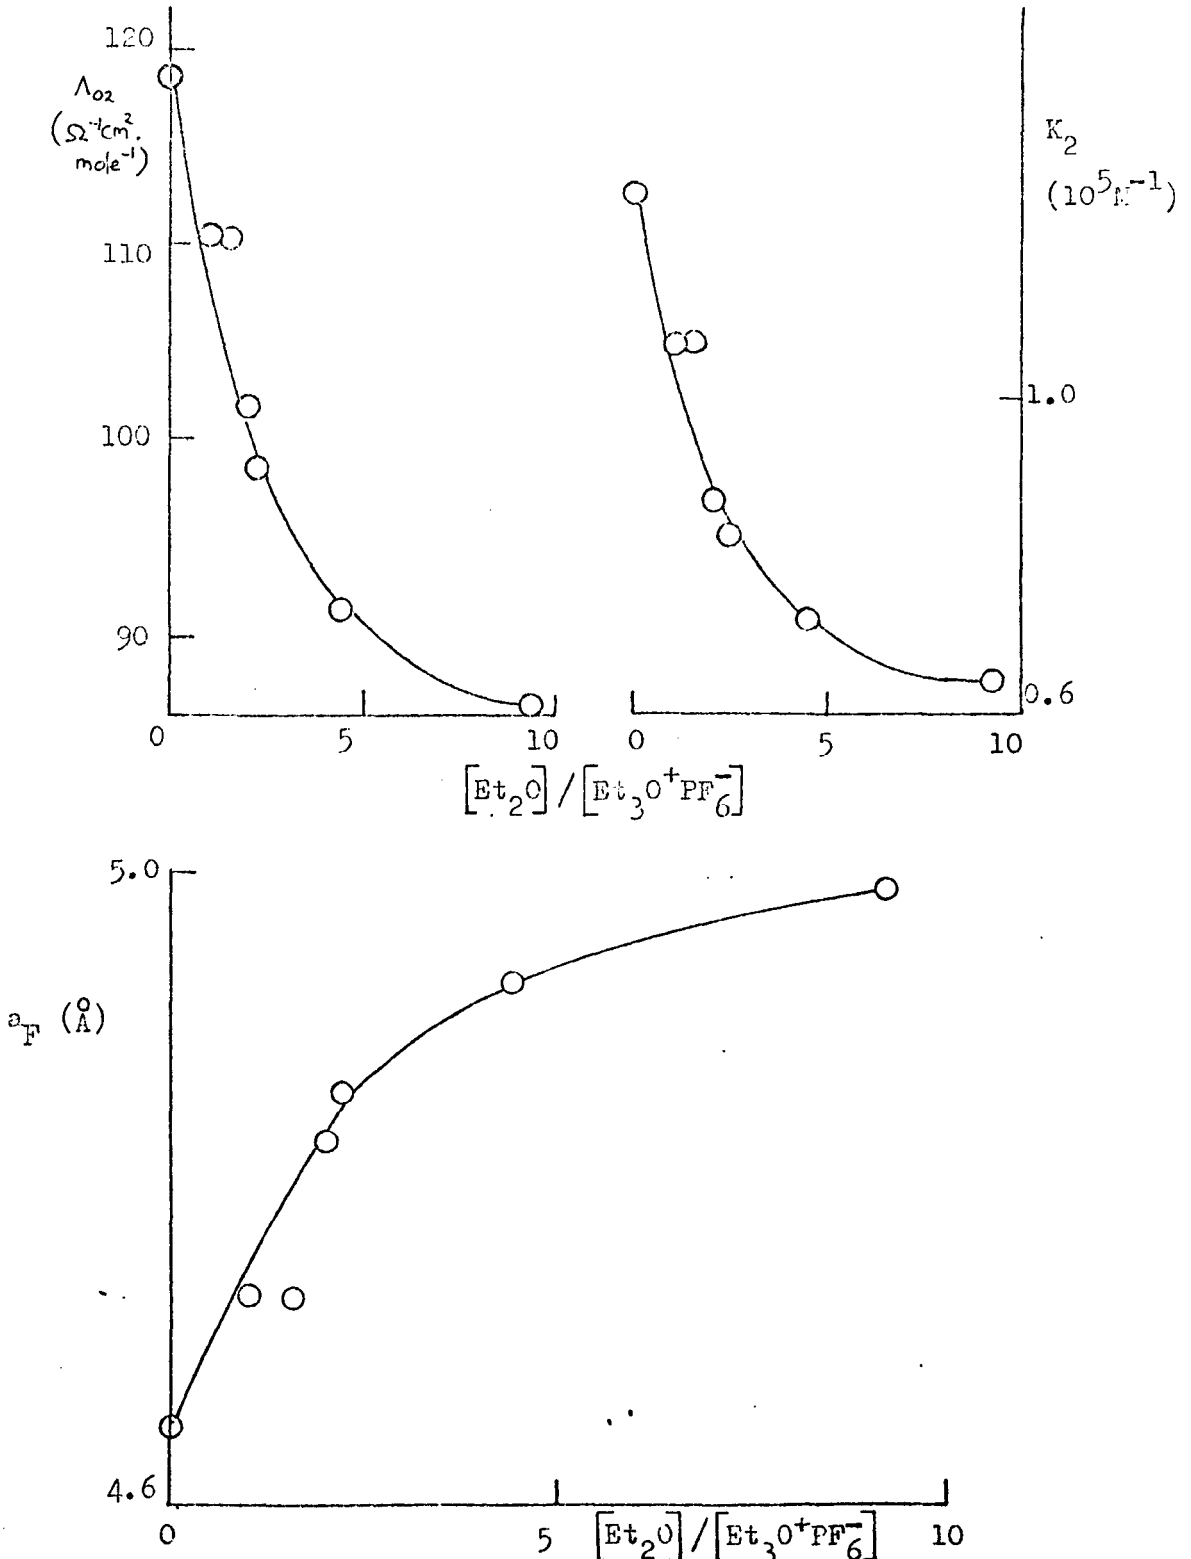 120
Λ₀₂
(Ω⁻¹cm².
mole⁻¹)
110
100
90
0 5 10
K₂
(10⁵M⁻¹)
1.0
0.6
0 5 10
[Et₂O]/[Et₃O⁺PF₆⁻]
5.0
a_F (Å)
4.6
0 5 10
[Et₂O]/[Et₃O⁺PF₆⁻]